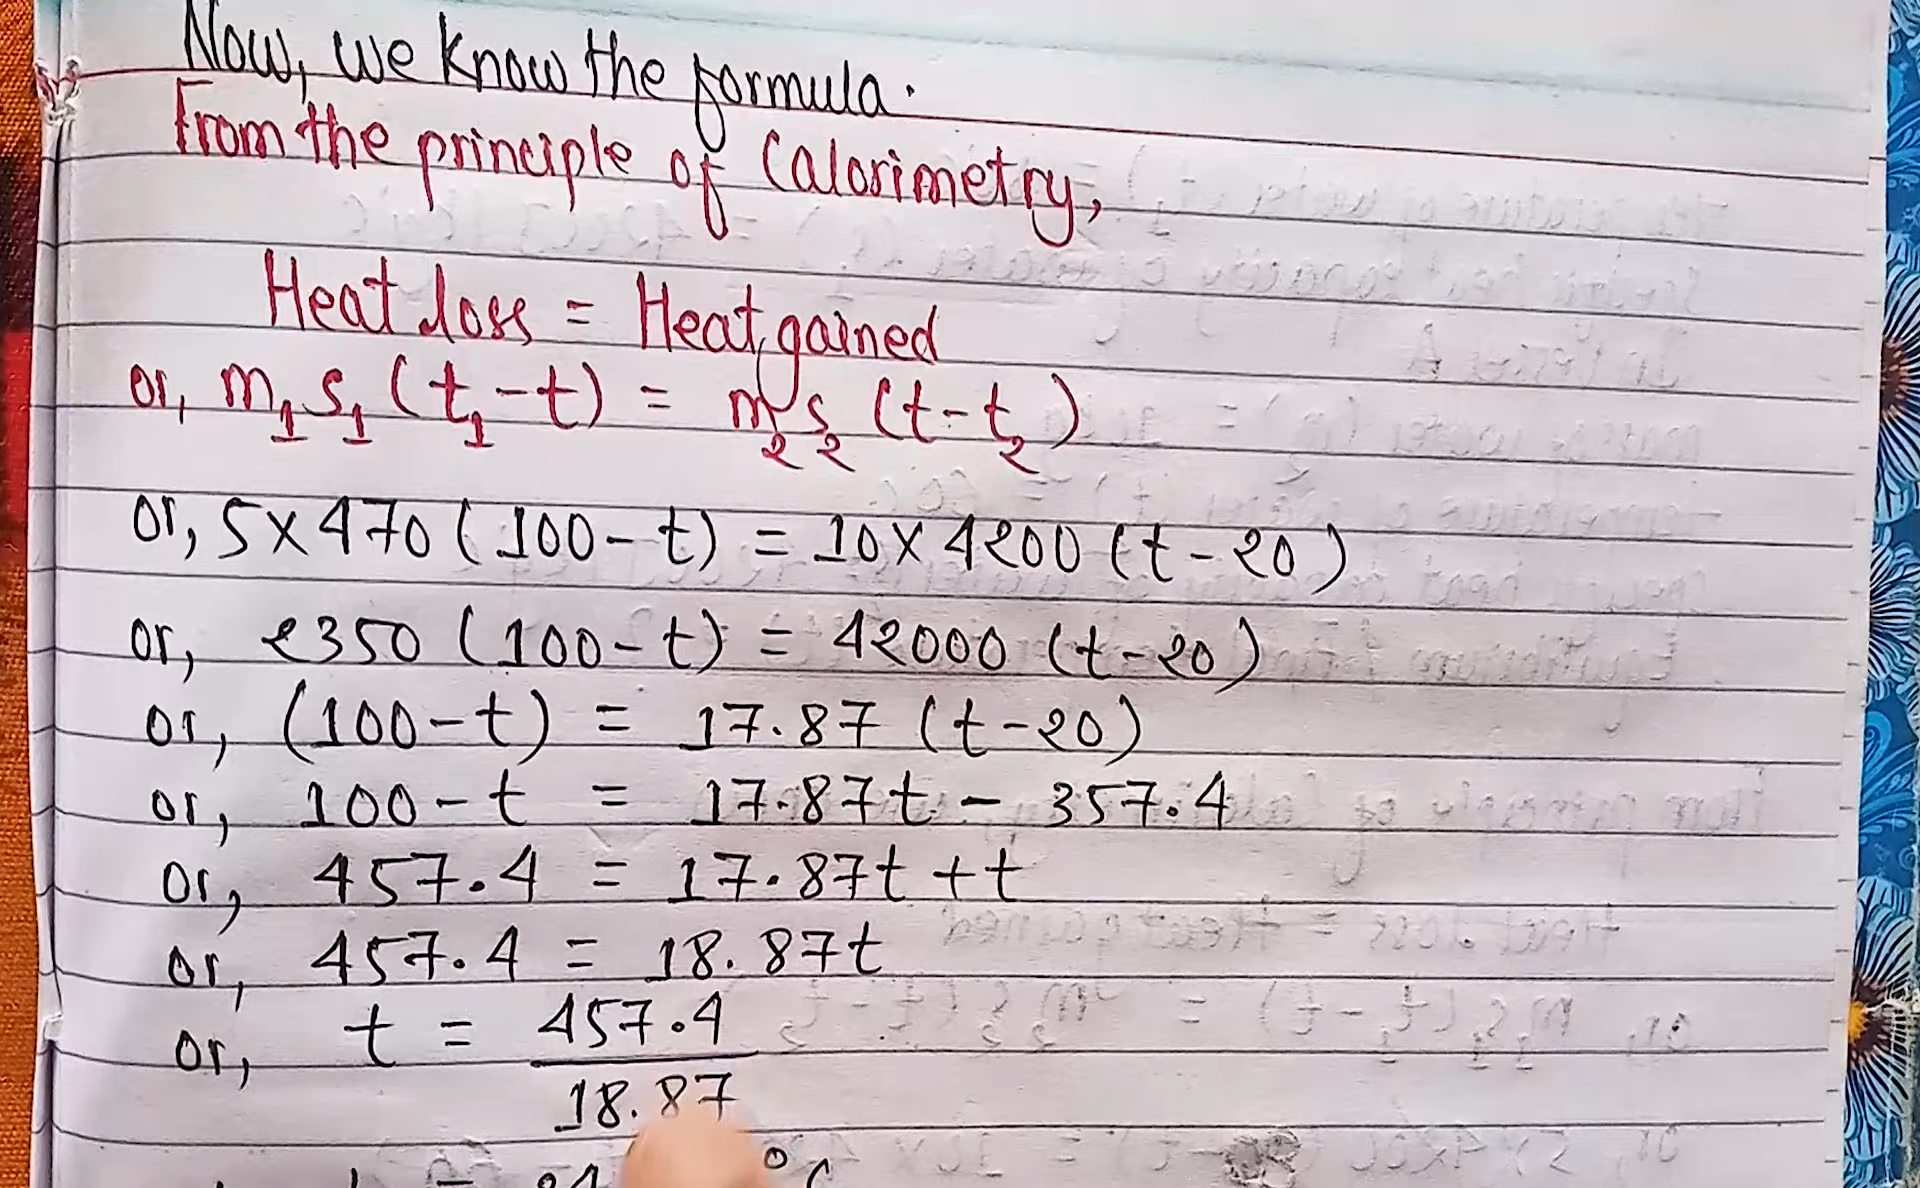 Now, we know the formula.
From the principle of Calorimetry,
Heat loss = Heat gained
or, m₁s₁ (t₁-t) = m₂s₂ (t-t₂)
or, 5×470 (100-t) = 10×4200 (t-20)
or, 2350 (100-t) = 42000 (t-20)
or, (100-t) = 17.87 (t-20)
or, 100-t = 17.87t - 357.4
or, 457.4 = 17.87t + t
or, 457.4 = 18.87t
or, t = 457.4
18.87